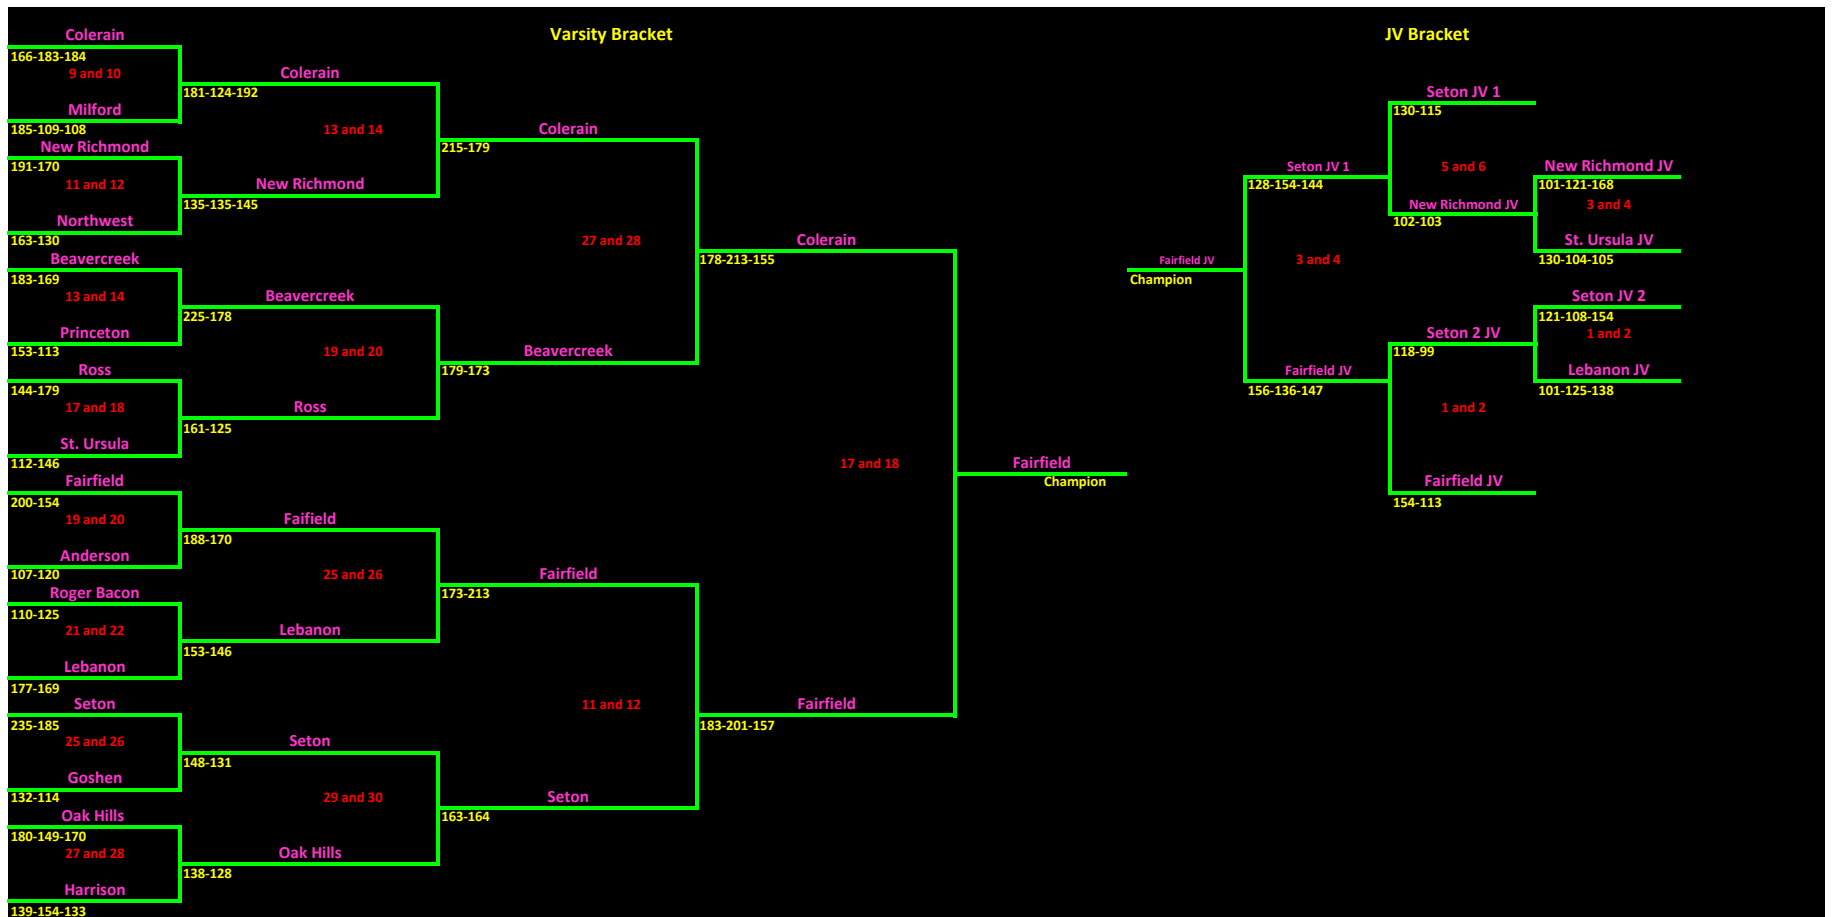 Varsity Bracket
Colerain
166-183-184
9 and 10
Milford
185-109-108
New Richmond
191-170
11 and 12
Northwest
163-130
Beavercreek
183-169
13 and 14
Princeton
153-113
Ross
144-179
17 and 18
St. Ursula
112-146
Fairfield
200-154
19 and 20
Anderson
107-120
Roger Bacon
110-125
21 and 22
Lebanon
177-169
Seton
235-185
25 and 26
Goshen
132-114
Oak Hills
180-149-170
27 and 28
Harrison
139-154-133
Colerain
181-124-192
13 and 14
New Richmond
135-135-145
Beavercreek
225-178
19 and 20
Ross
161-125
Faifield
188-170
25 and 26
Lebanon
153-146
Seton
148-131
29 and 30
Oak Hills
138-128
Colerain
215-179
27 and 28
Beavercreek
179-173
Fairfield
173-213
11 and 12
Seton
163-164
Colerain
178-213-155
17 and 18
Fairfield
183-201-157
Fairfield
Champion
JV Bracket
Fairfield JV
Champion
Seton JV 1
128-154-144
3 and 4
Fairfield JV
156-136-147
Seton JV 1
130-115
5 and 6
New Richmond JV
102-103
Seton 2 JV
118-99
1 and 2
Fairfield JV
154-113
New Richmond JV
101-121-168
3 and 4
St. Ursula JV
130-104-105
Seton JV 2
121-108-154
1 and 2
Lebanon JV
101-125-138